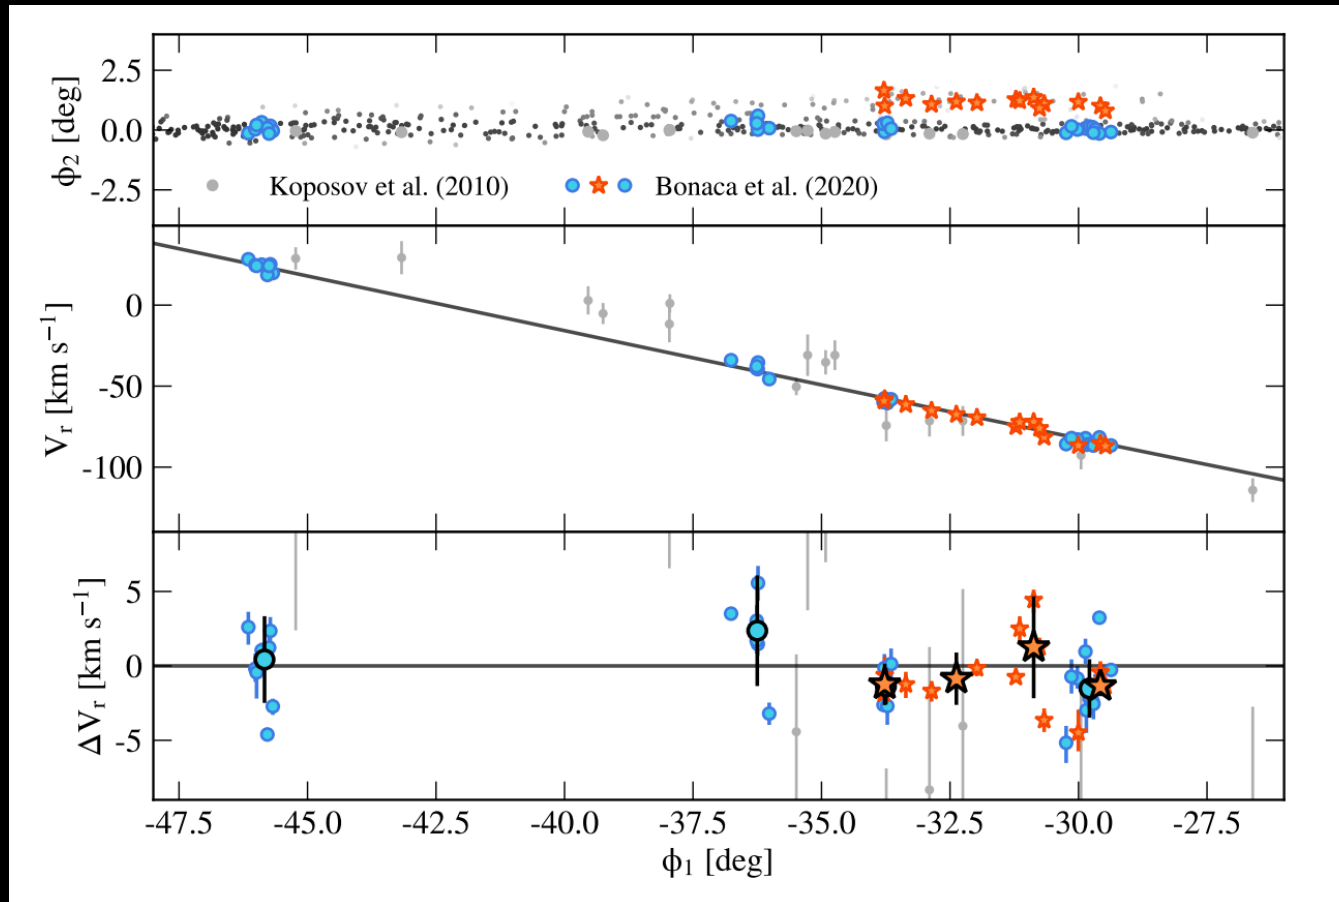 2.5
0.0
-2.5
ϕ₂ [deg]
Koposov et al. (2010)
Bonaca et al. (2020)
0
-50
-100
Vᵣ [km s⁻¹]
5
0
-5
ΔVᵣ [km s⁻¹]
-47.5 -45.0 -42.5 -40.0 -37.5 -35.0 -32.5 -30.0 -27.5
ϕ₁ [deg]